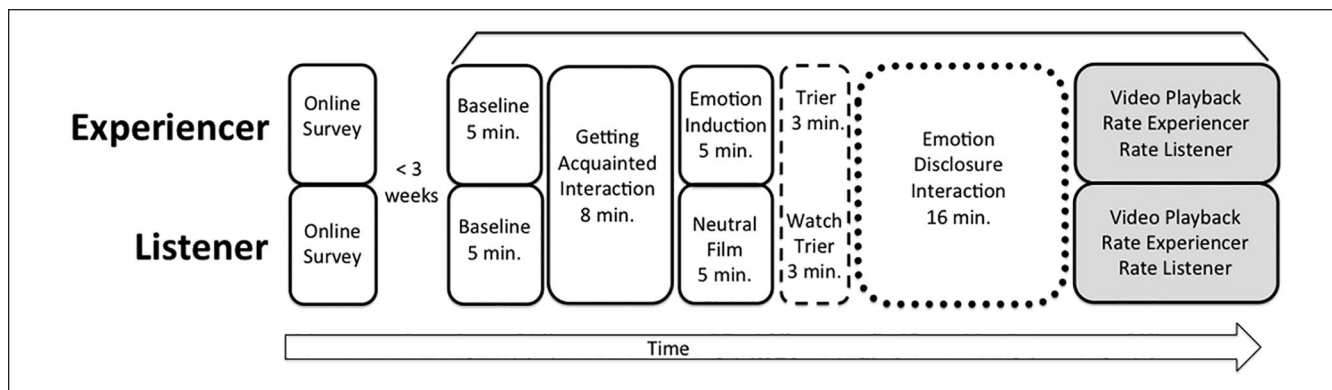 Experiencer
Listener
Online
Survey
Online
Survey
< 3
weeks
Baseline
5 min.
Baseline
5 min.
Getting
Acquainted
Interaction
8 min.
Emotion
Induction
5 min.
Neutral
Film
5 min.
Trier
3 min.
Watch
Trier
3 min.
Emotion
Disclosure
Interaction
16 min.
Video Playback
Rate Experiencer
Rate Listener
Video Playback
Rate Experiencer
Rate Listener
Time